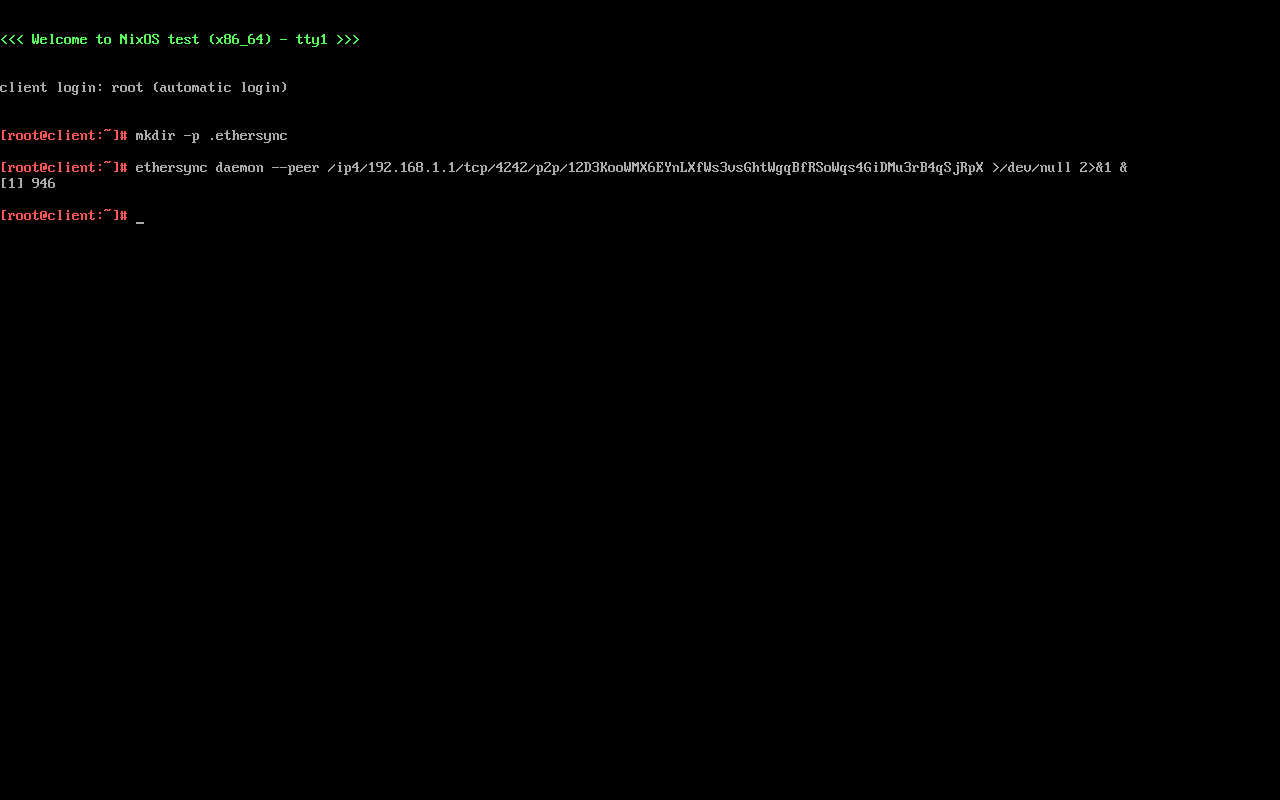 <<< Welcome to NixOS test (x86_64) - tty1 >>>
client login: root (automatic login)
[root@client:~]# mkdir -p .ethersync
[root@client:~]# ethersync daemon --peer /ip4/192.168.1.1/tcp/4242/p2p/12D3KooWMX6EYnLXfWs3vsGhtWgqBfRSoWqs4GiDMu3rB4qSjRpX >/dev/null 2>&1 &
[1] 946
[root@client:~]# _